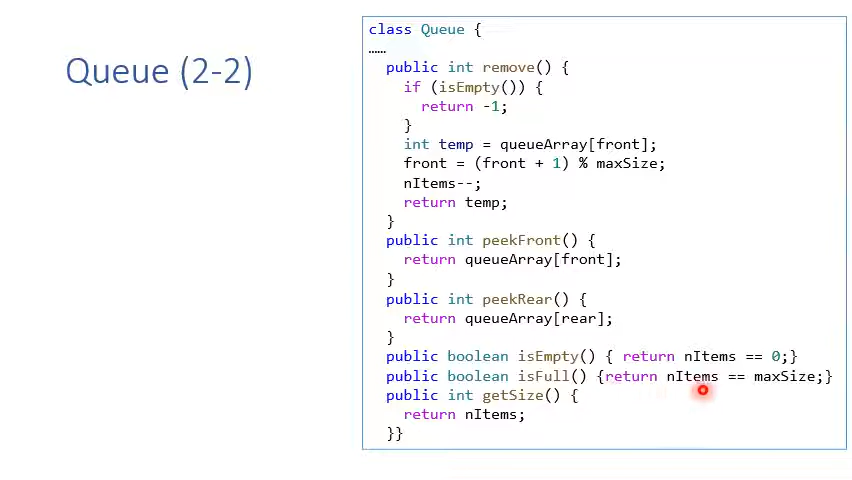 Queue (2-2)
class Queue {
……
public int remove() {
if (isEmpty()) {
return -1;
}
int temp = queueArray[front];
front = (front + 1) % maxSize;
nItems--;
return temp;
}
public int peekFront() {
return queueArray[front];
}
public int peekRear() {
return queueArray[rear];
}
public boolean isEmpty() { return nItems == 0;}
public boolean isFull() {return nItems == maxSize;}
public int getSize() {
return nItems;
}}